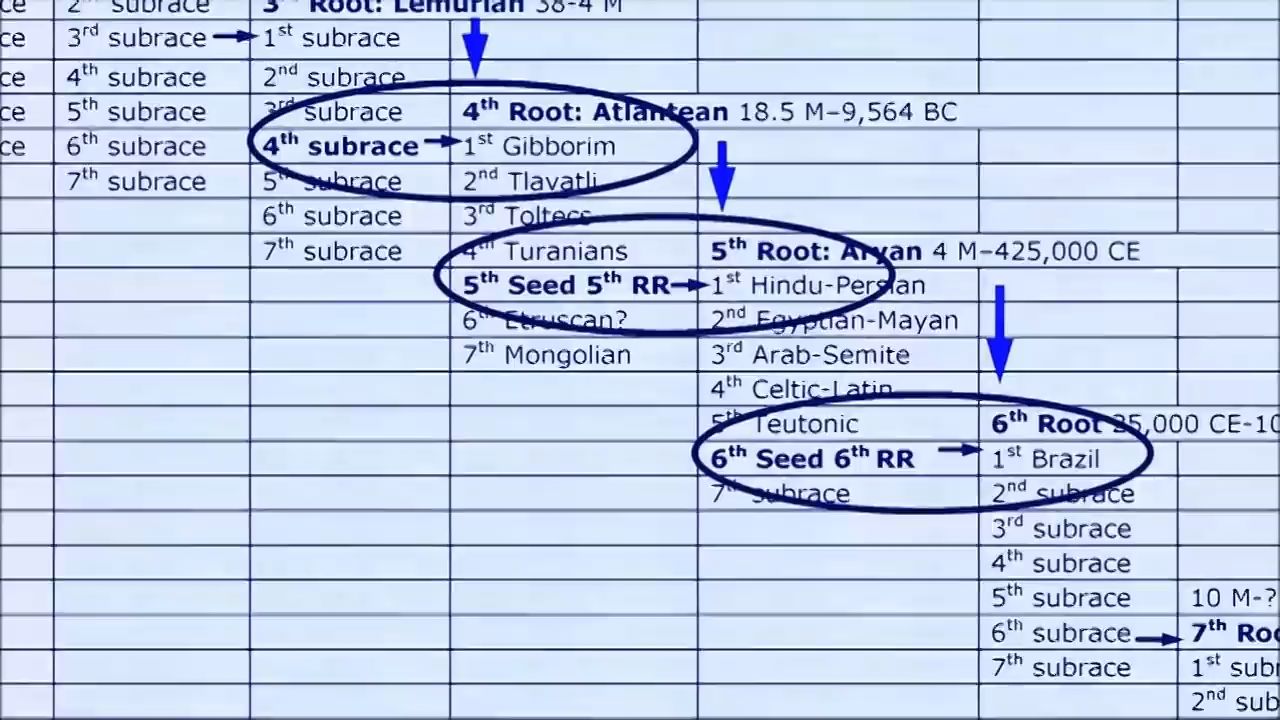 ce 2nd subrace 3rd Root: Lemurian 38-4 M
ce 3rd subrace 1st subrace
ce 4th subrace 2nd subrace
ce 5th subrace 3rd subrace 4th Root: Atlantean 18.5 M–9,564 BC
ce 6th subrace 4th subrace 1st Gibborim
7th subrace 5th subrace 2nd Tlavatli
6th subrace 3rd Toltecs
7th subrace 4th Turanians 5th Root: Aryan 4 M–425,000 CE
5th Seed 5th RR 1st Hindu-Persian
6th Etruscan? 2nd Egyptian-Mayan
7th Mongolian 3rd Arab-Semite
4th Celtic-Latin
5th Teutonic 6th Root 25,000 CE-10
6th Seed 6th RR 1st Brazil
7th subrace 2nd subrace
3rd subrace
4th subrace
5th subrace 10 M-?
6th subrace 7th Roo
7th subrace 1st subr
2nd sub